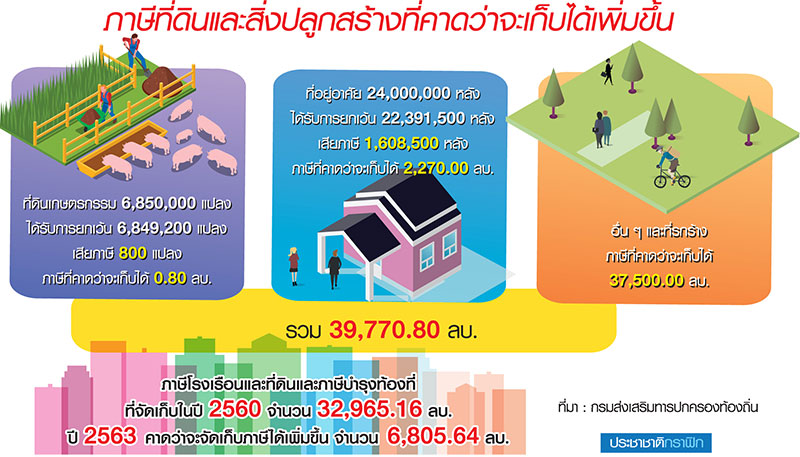 ภาษีที่ดินและสิ่งปลูกสร้างที่คาดว่าจะเก็บได้เพิ่มขึ้น
ที่ดินเกษตรกรรม 6,850,000 แปลง
ได้รับการยกเว้น 6,849,200 แปลง
เสียภาษี 800 แปลง
ภาษีที่คาดว่าจะเก็บได้ 0.80 ลบ.
ที่อยู่อาศัย 24,000,000 หลัง
ได้รับการยกเว้น 22,391,500 หลัง
เสียภาษี 1,608,500 หลัง
ภาษีที่คาดว่าจะเก็บได้ 2,270.00 ลบ.
อื่น ๆ และที่รกร้าง
ภาษีที่คาดว่าจะเก็บได้
37,500.00 ลบ.
รวม 39,770.80 ลบ.
ภาษีโรงเรือนและที่ดินและภาษีบำรุงท้องที่
ที่จัดเก็บในปี 2560 จำนวน 32,965.16 ลบ.
ปี 2563 คาดว่าจะจัดเก็บภาษีได้เพิ่มขึ้น จำนวน 6,805.64 ลบ.
ที่มา : กรมส่งเสริมการปกครองท้องถิ่น
ประชาชาติกราฟิก